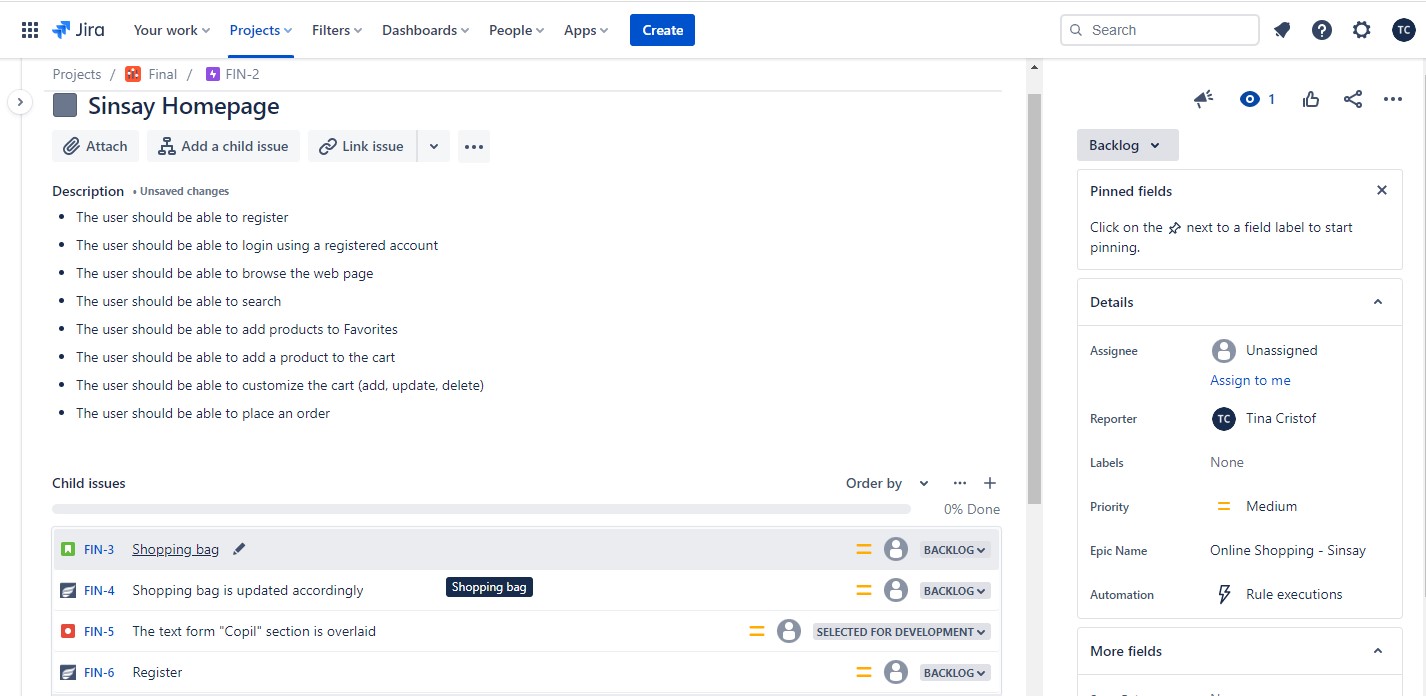 Jira Your work Projects Filters Dashboards People Apps Create Search TC
Projects / Final / FIN-2
Sinsay Homepage
1
Attach Add a child issue Link issue
Backlog
Description • Unsaved changes
• The user should be able to register
• The user should be able to login using a registered account
• The user should be able to browse the web page
• The user should be able to search
• The user should be able to add products to Favorites
• The user should be able to add a product to the cart
• The user should be able to customize the cart (add, update, delete)
• The user should be able to place an order
Child issues Order by
0% Done
FIN-3 Shopping bag BACKLOG
FIN-4 Shopping bag is updated accordingly BACKLOG
Shopping bag
FIN-5 The text form "Copil" section is overlaid SELECTED FOR DEVELOPMENT
FIN-6 Register BACKLOG
Pinned fields
Click on the next to a field label to start
pinning.
Details
Assignee Unassigned
Assign to me
Reporter TC Tina Cristof
Labels None
Priority Medium
Epic Name Online Shopping - Sinsay
Automation Rule executions
More fields